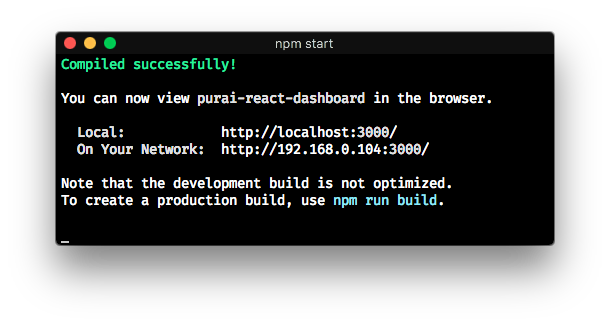 npm start
Compiled successfully!
You can now view purai-react-dashboard in the browser.
Local: http://localhost:3000/
On Your Network: http://192.168.0.104:3000/
Note that the development build is not optimized.
To create a production build, use npm run build.